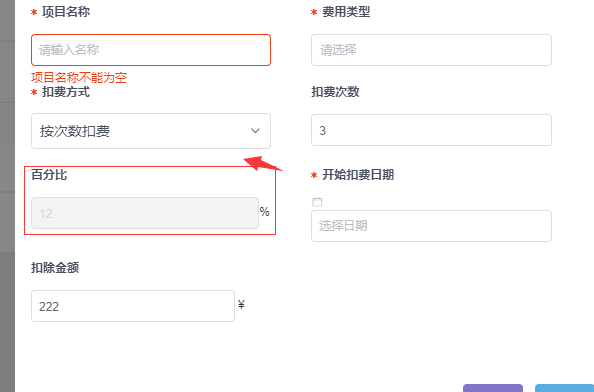 * 项目名称
* 费用类型
请输入名称
请选择
项目名称不能为空
* 扣费方式
扣费次数
按次数扣费
3
百分比
* 开始扣费日期
12
%
选择日期
扣除金额
222
¥